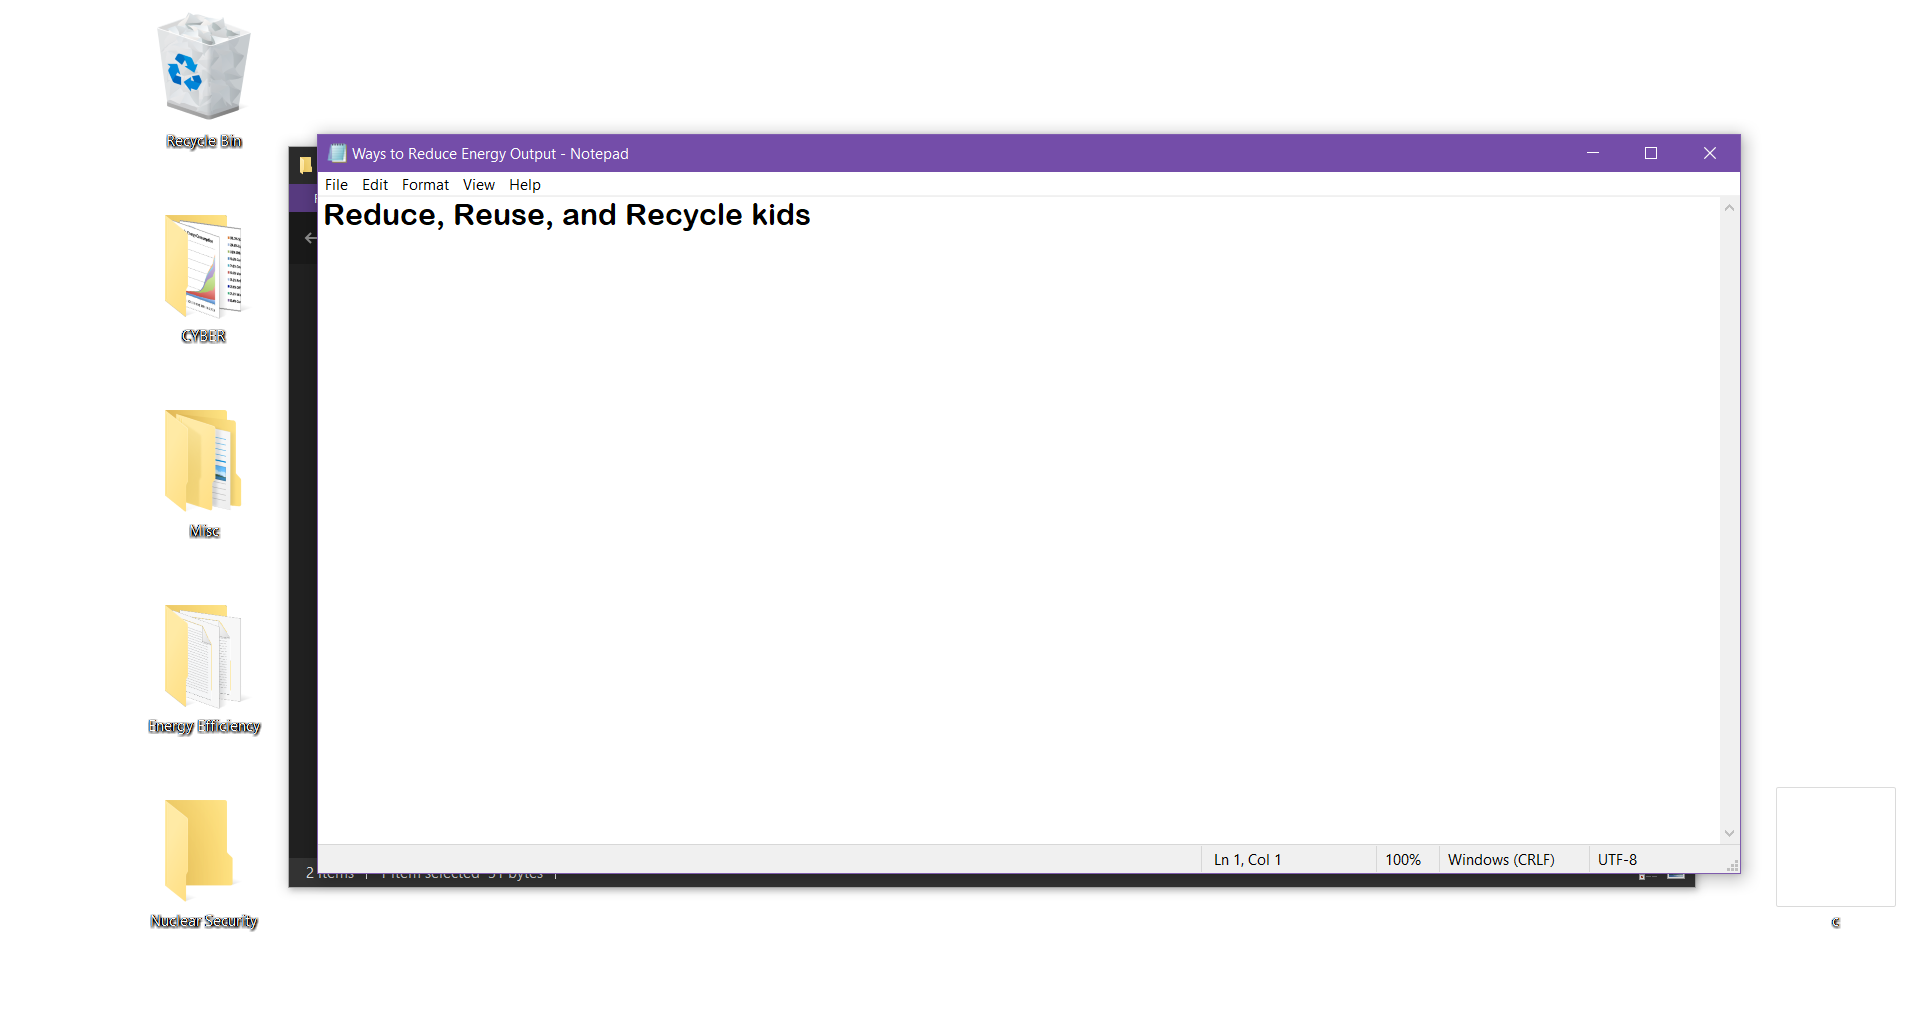 Recycle Bin
CYBER
Misc
Energy Efficiency
Nuclear Security
Ways to Reduce Energy Output - Notepad
File Edit Format View Help
Reduce, Reuse, and Recycle kids
Ln 1, Col 1 100% Windows (CRLF) UTF-8
2 items 1 item selected 31 bytes
c